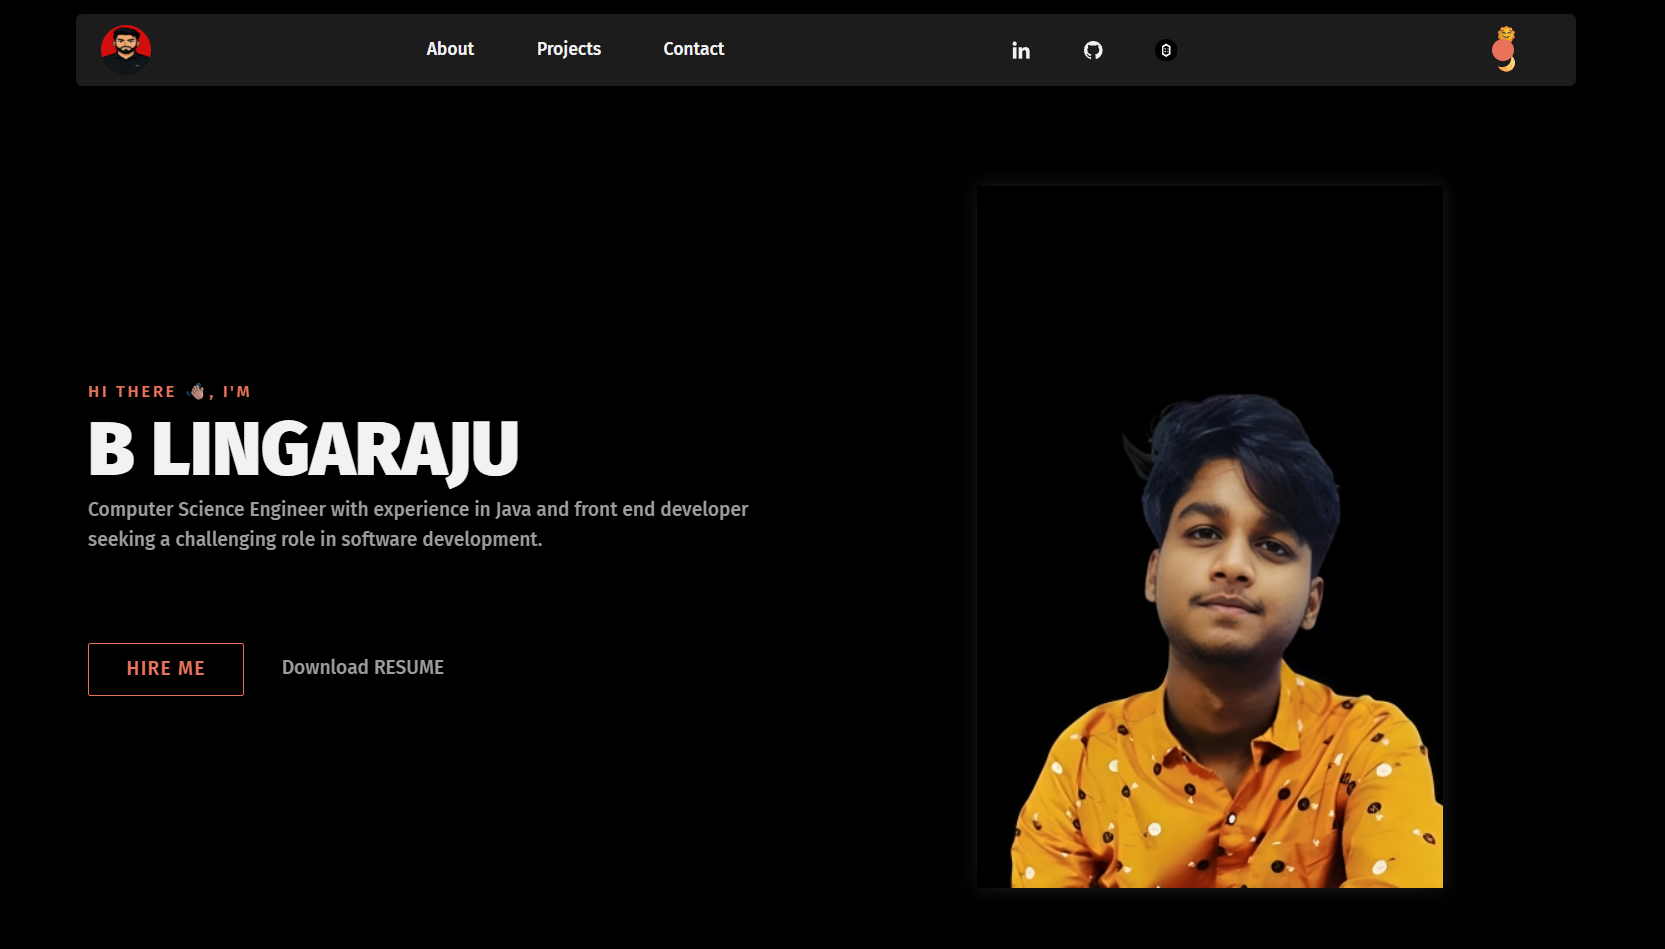 About
Projects
Contact
in
HI THERE 👋🏽, I'M
B LINGARAJU
Computer Science Engineer with experience in Java and front end developer
seeking a challenging role in software development.
HIRE ME
Download RESUME